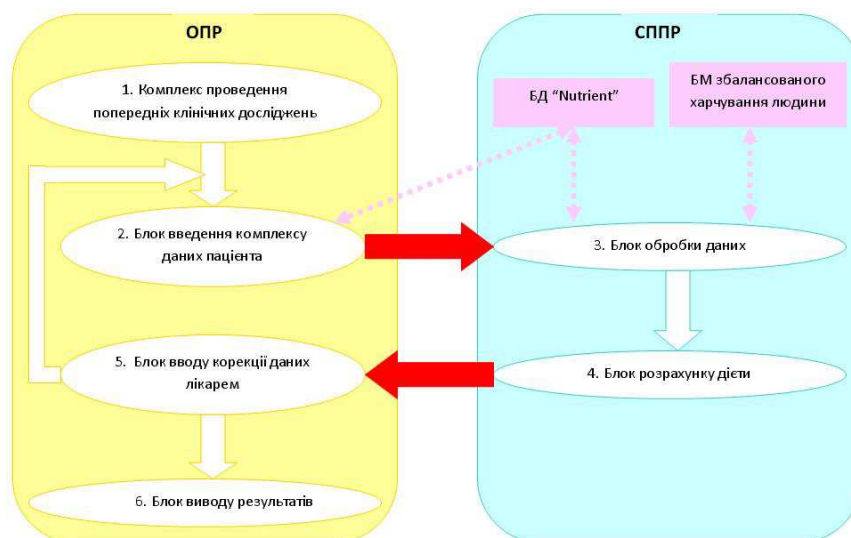 ОПР
1. Комплекс проведення
попередніх клінічних досліджень
2. Блок введення комплексу
даних пацієнта
5. Блок вводу корекції даних
лікарем
6. Блок виводу результатів
СППР
БД “Nutrient”
БМ збалансованого
харчування людини
3. Блок обробки даних
4. Блок розрахунку дієти